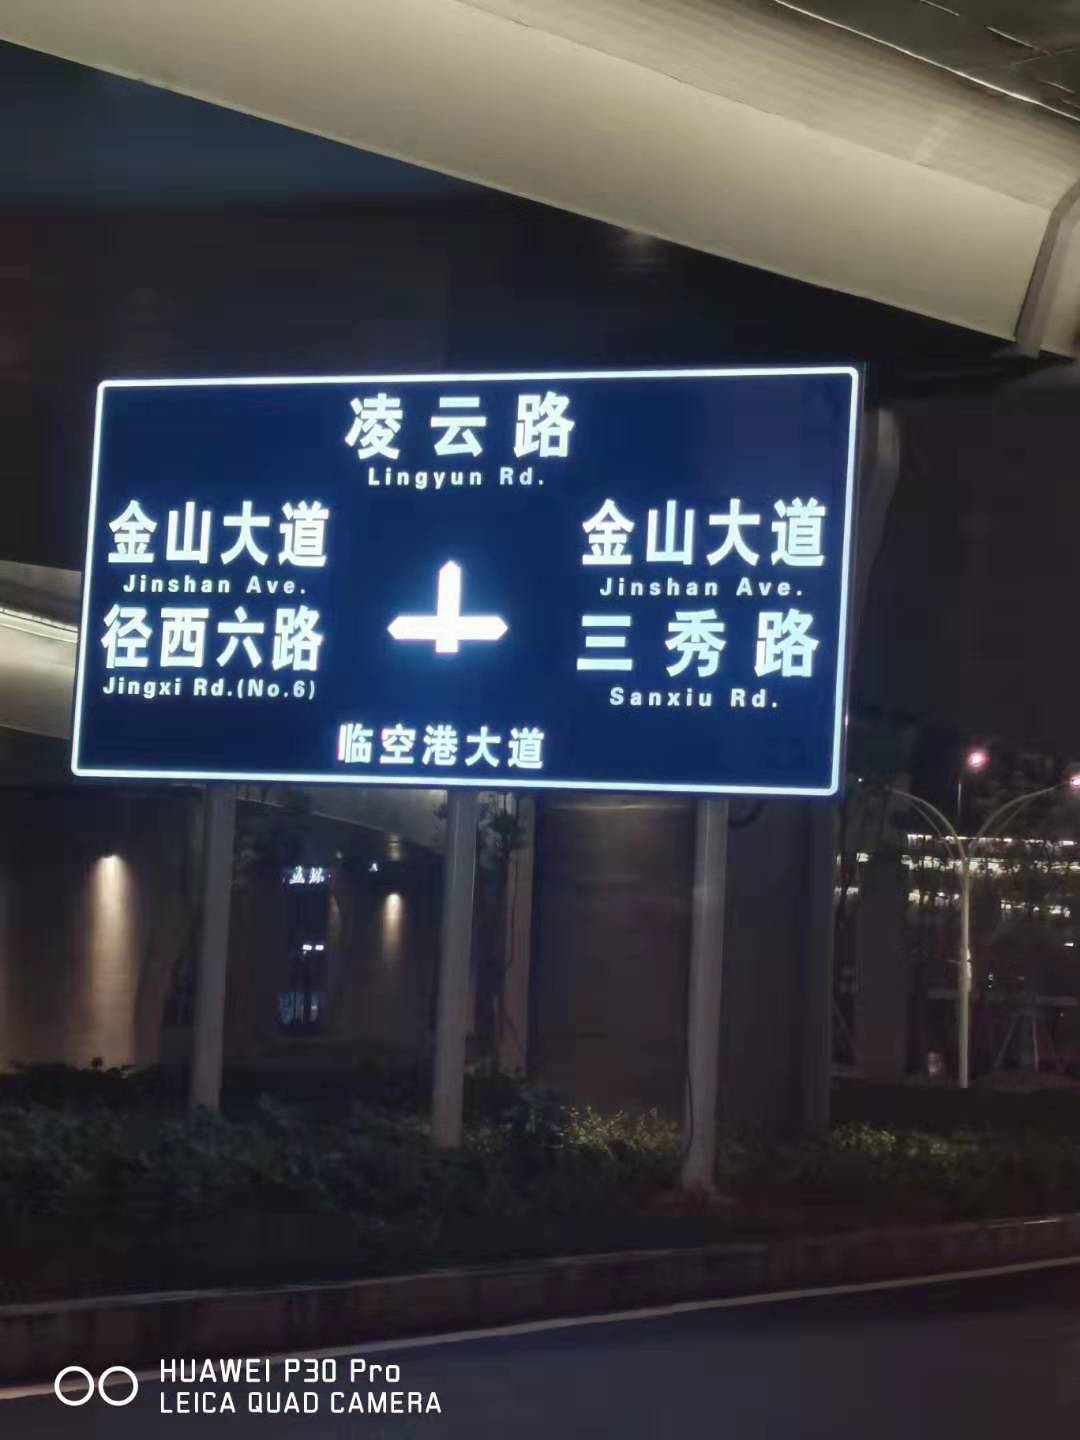 凌云路
Lingyun Rd.
金山大道
Jinshan Ave.
径西六路
Jingxi Rd.(No.6)
金山大道
Jinshan Ave.
三秀路
Sanxiu Rd.
临空港大道
HUAWEI P30 Pro
LEICA QUAD CAMERA